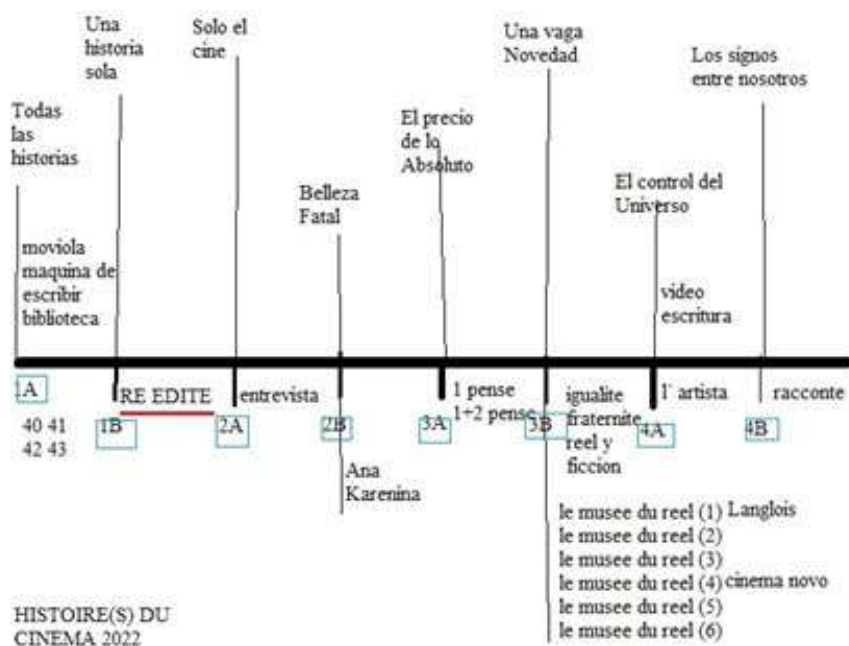 Una
historia
sola
Solo el
cine
Una vaga
Novedad
Los signos
entre nosotros
Todas
las
historias
El precio
de lo
Absoluto
El control del
Universo
Belleza
Fatal
moviola
maquina de
escribir
biblioteca
video
escritura
1A
40 41
42 43
1B
RE EDITE
2A
entrevista
2B
Ana
Karenina
3A
1 pense
1+2 pense
3B
igualite
fraternite
reel y
ficcion
4A
l' artista
4B
raconte
le musee du reel (1) Langlois
le musee du reel (2)
le musee du reel (3)
le musee du reel (4) cinema novo
le musee du reel (5)
le musee du reel (6)
HISTOIRE(S) DU
CINEMA 2022